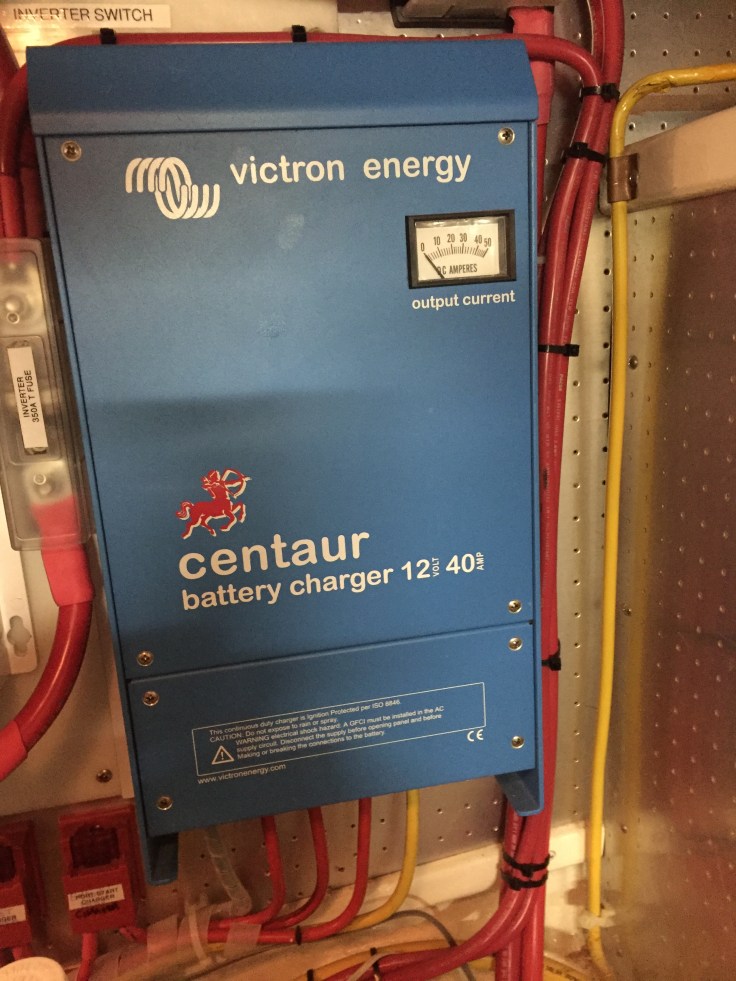 INVERTER SWITCH
victron energy
0 10 20 30 40 50
DC AMPERES
output current
INVERTER
350A T FUSE
centaur
battery charger 12 VOLT 40 AMP
This continuous duty charger is Ignition Protected per ISO 8846.
CAUTION. Do not expose to rain or spray.
WARNING electrical shock hazard. A GFCI must be installed in the AC
supply circuit. Disconnect the supply before opening panel and before
Making or breaking the connections to the battery.
CE
www.victronenergy.com
CHARGER